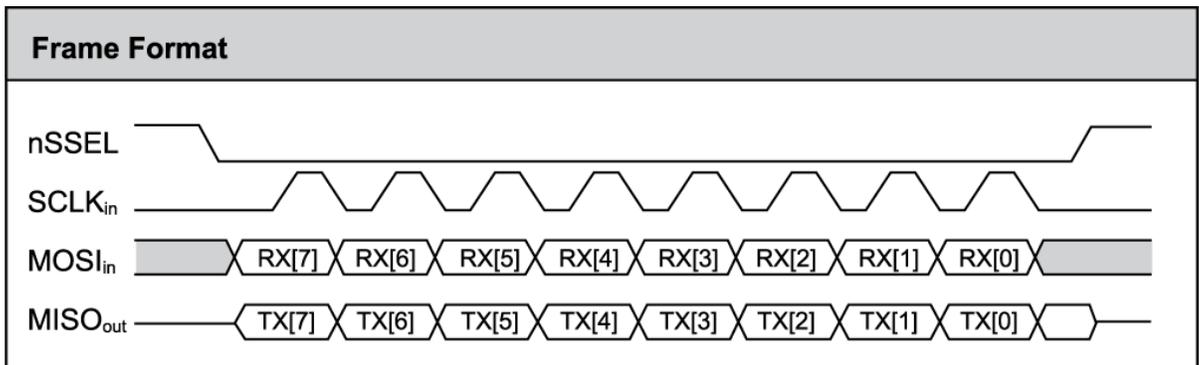 Frame Format
nSSEL
SCLKin
MOSIin RX[7] RX[6] RX[5] RX[4] RX[3] RX[2] RX[1] RX[0]
MISOout TX[7] TX[6] TX[5] TX[4] TX[3] TX[2] TX[1] TX[0]